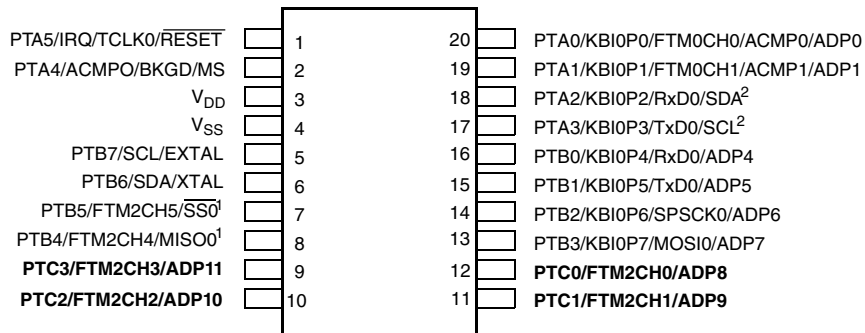 PTA5/IRQ/TCLK0/RESET 1 20 PTA0/KBI0P0/FTM0CH0/ACMP0/ADP0
PTA4/ACMPO/BKGD/MS 2 19 PTA1/KBI0P1/FTM0CH1/ACMP1/ADP1
VDD 3 18 PTA2/KBI0P2/RxD0/SDA2
VSS 4 17 PTA3/KBI0P3/TxD0/SCL2
PTB7/SCL/EXTAL 5 16 PTB0/KBI0P4/RxD0/ADP4
PTB6/SDA/XTAL 6 15 PTB1/KBI0P5/TxD0/ADP5
PTB5/FTM2CH5/SS01 7 14 PTB2/KBI0P6/SPSCK0/ADP6
PTB4/FTM2CH4/MISO01 8 13 PTB3/KBI0P7/MOSI0/ADP7
PTC3/FTM2CH3/ADP11 9 12 PTC0/FTM2CH0/ADP8
PTC2/FTM2CH2/ADP10 10 11 PTC1/FTM2CH1/ADP9